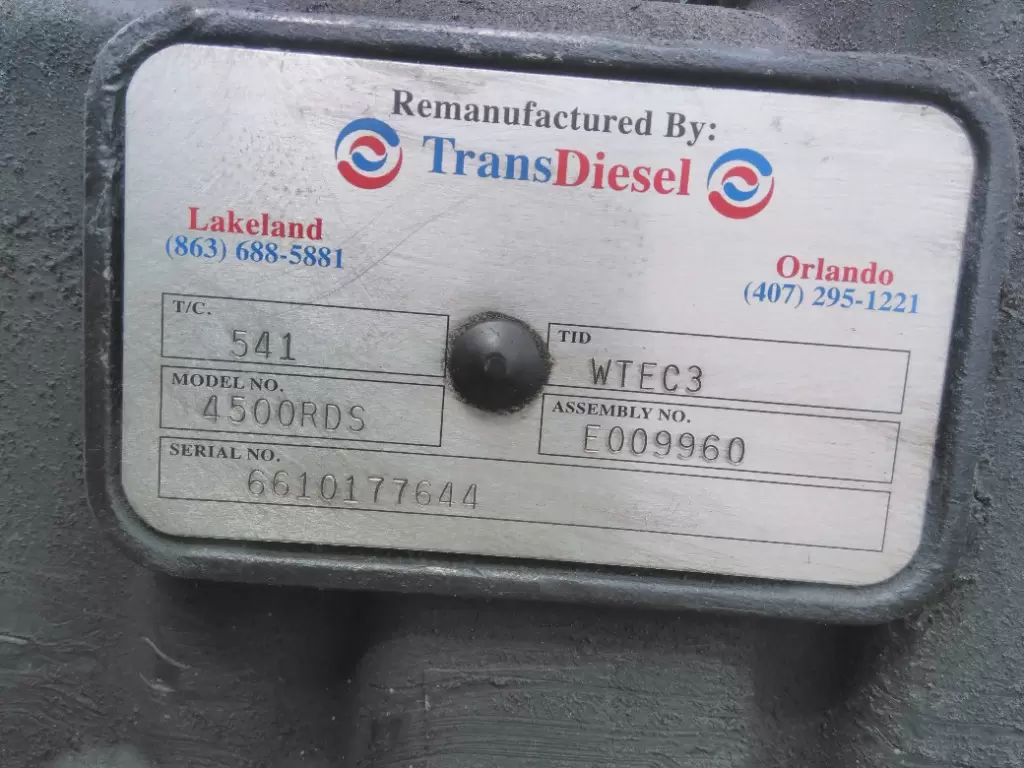 Remanufactured By:
TransDiesel
Lakeland
(863) 688-5881
Orlando
(407) 295-1221
T/C.
541
TID
WTEC3
MODEL NO.
4500RDS
ASSEMBLY NO.
E009960
SERIAL NO.
6610177644